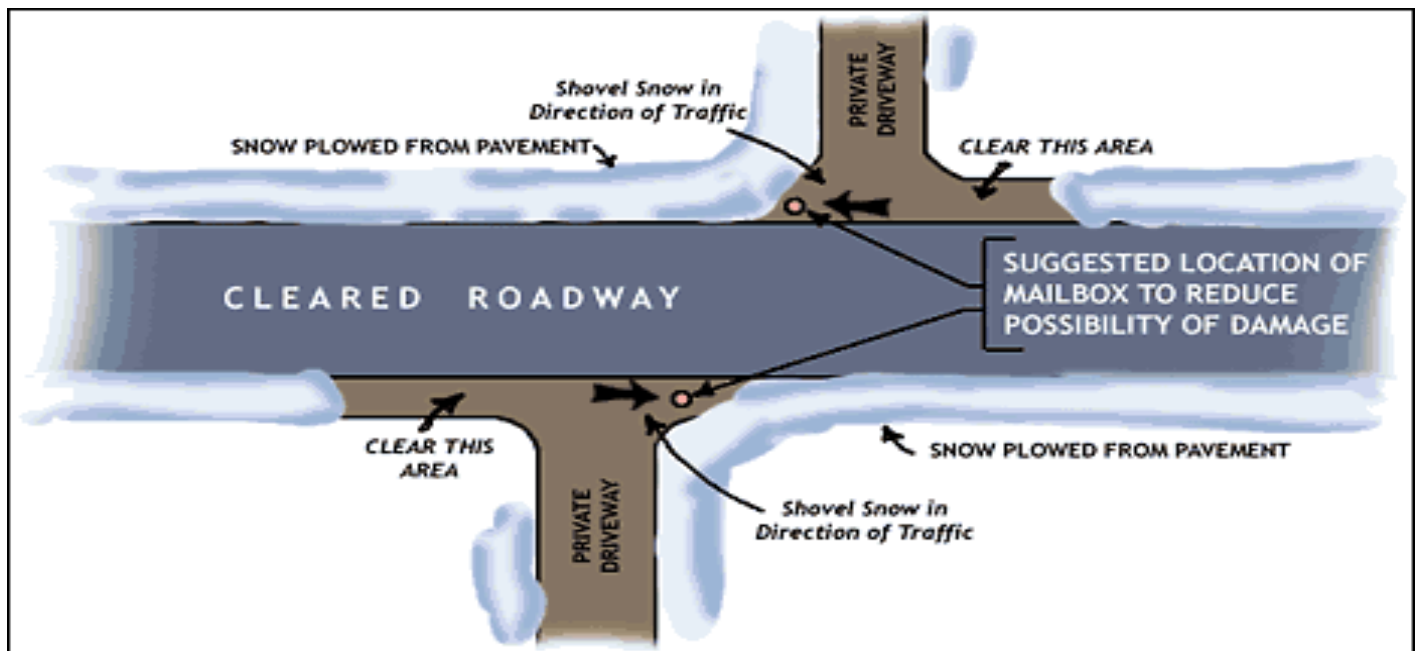 PRIVATE
DRIVEWAY
Shovel Snow in
Direction of Traffic
SNOW PLOWED FROM PAVEMENT
CLEAR THIS AREA
CLEARED ROADWAY
SUGGESTED LOCATION OF
MAILBOX TO REDUCE
POSSIBILITY OF DAMAGE
CLEAR THIS
AREA
SNOW PLOWED FROM PAVEMENT
PRIVATE
DRIVEWAY
Shovel Snow in
Direction of Traffic